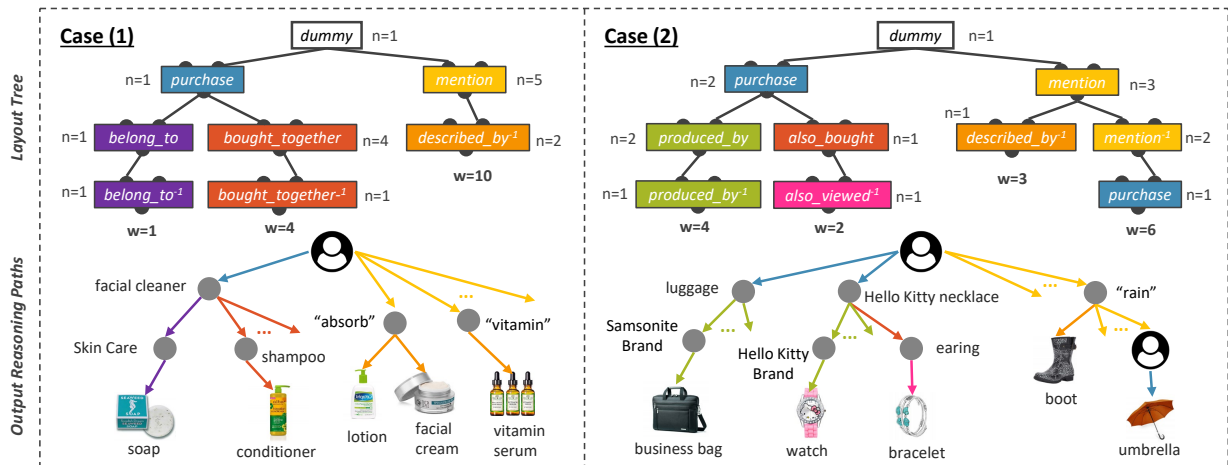 Layout Tree
Case (1)
dummy n=1
n=1 purchase
mention n=5
n=1 belong_to
bought_together n=4
described_by⁻¹ n=2
n=1 belong_to⁻¹
bought_together⁻¹ n=1
w=10
w=1
w=4
Case (2)
dummy n=1
n=2 purchase
mention n=3
n=2 produced_by
also_bought n=1
n=1 described_by⁻¹
mention⁻¹ n=2
n=1 produced_by⁻¹
also_viewed⁻¹ n=1
w=3
purchase n=1
w=4
w=2
w=6
Output Reasoning Paths
facial cleaner
...
"absorb"
"vitamin"
Skin Care
...
shampoo
soap
conditioner
lotion
facial
cream
vitamin
serum
luggage
Hello Kitty necklace
...
"rain"
Samsonite
Brand
...
Hello Kitty
Brand
...
earing
...
boot
business bag
watch
bracelet
umbrella